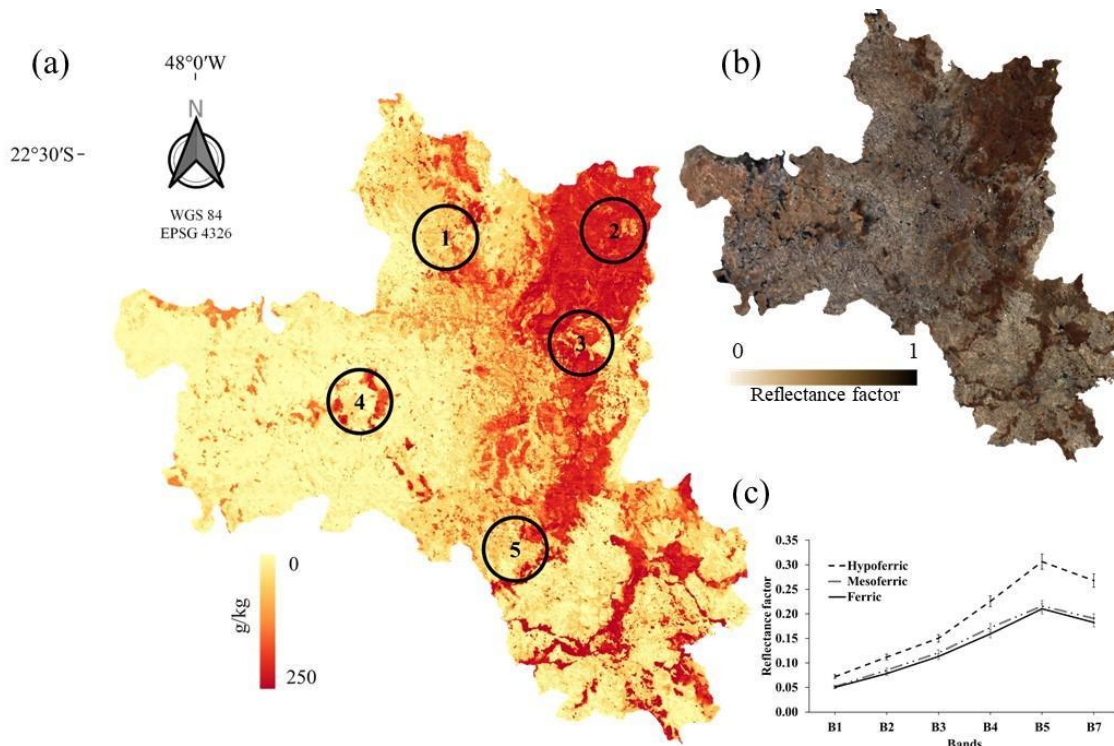 (a)
48°0'W
N
22°30'S
WGS 84
EPSG 4326
1
2
3
4
5
0
g/kg
250
(b)
0 1
Reflectance factor
(c)
0.35
0.30
0.25
0.20
0.15
0.10
0.05
0.00
Reflectance factor
Hypoferric
Mesoferric
Ferric
B1 B2 B3 B4 B5 B7
Bands